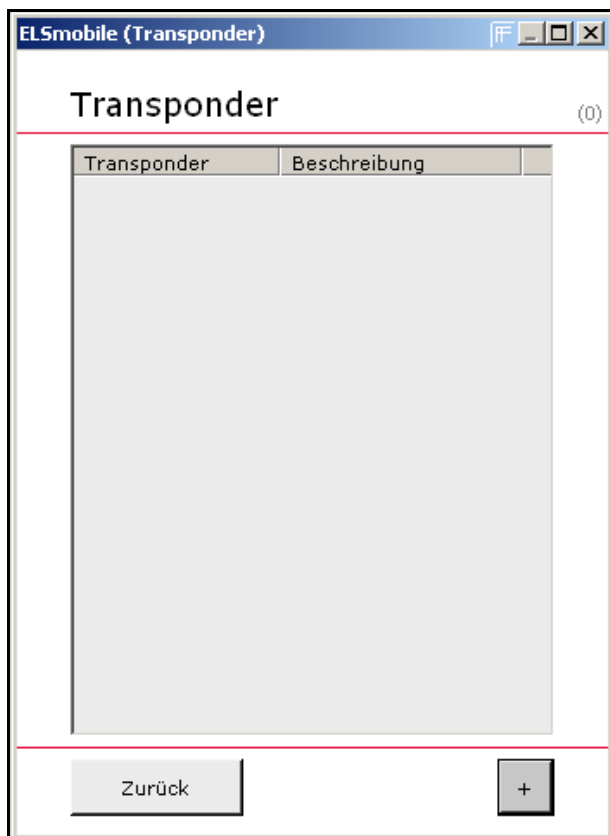 ELSmobile (Transponder)
Transponder
(0)
Transponder Beschreibung
Zurück +